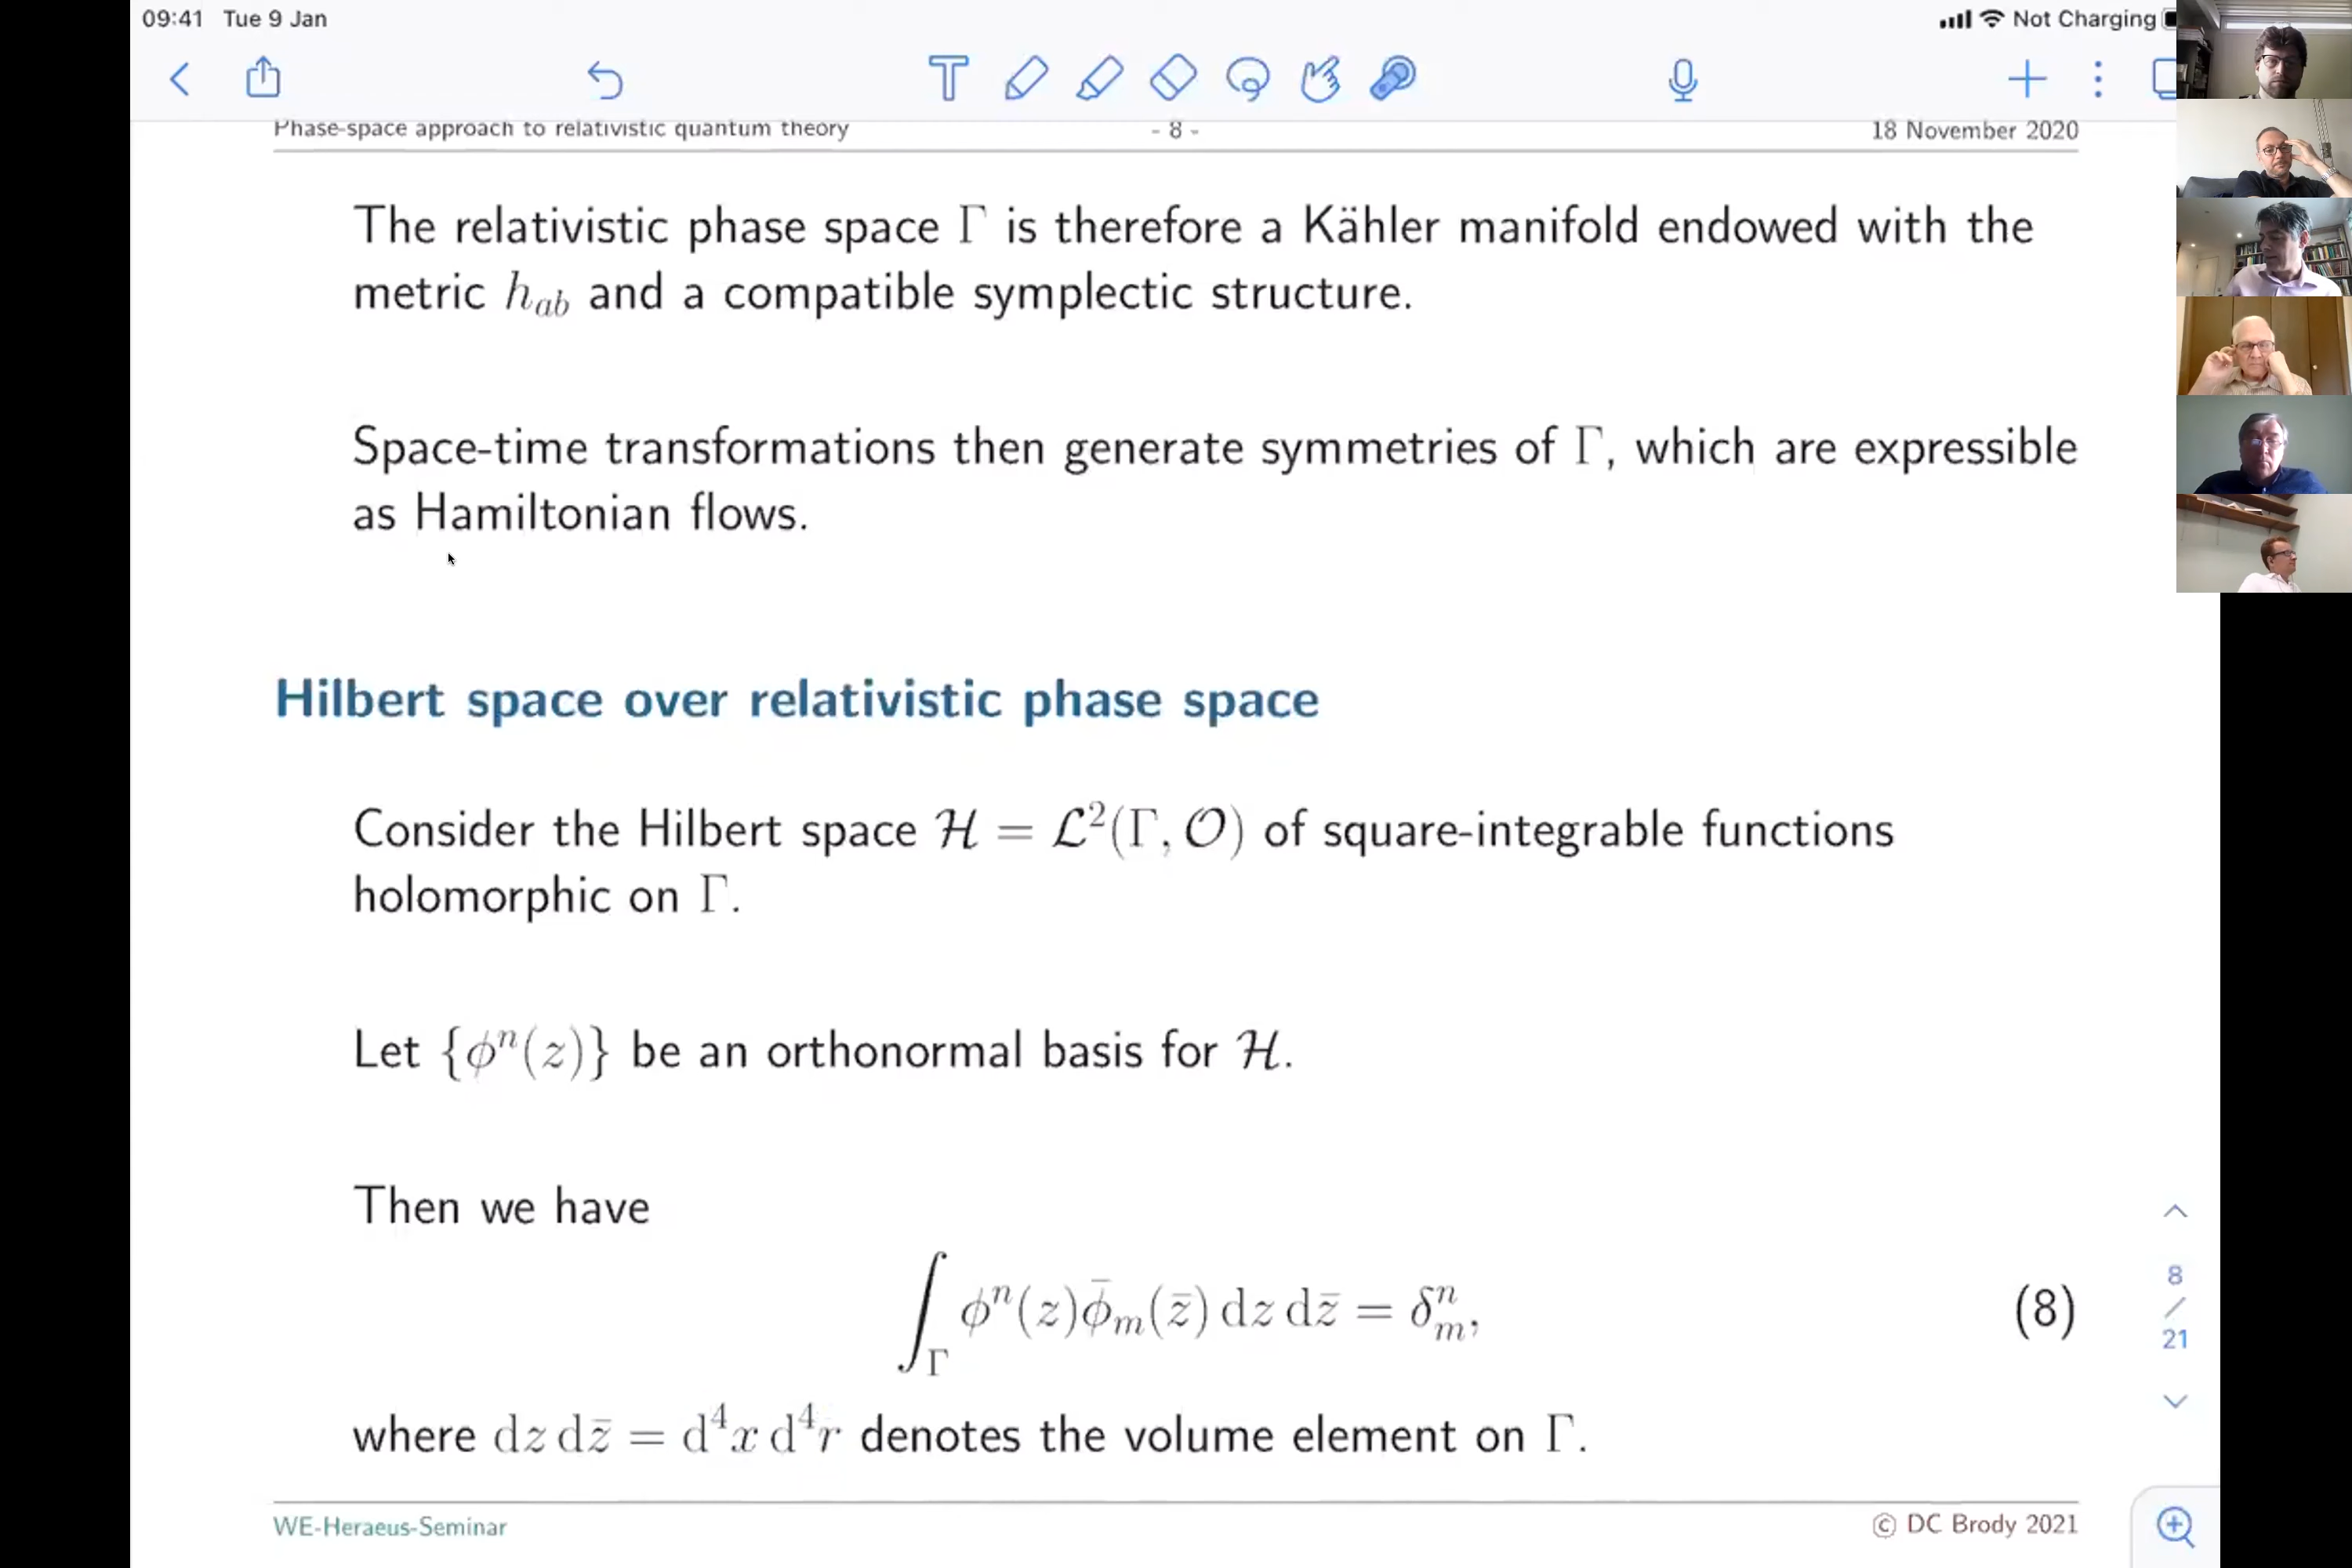 09:41 Tue 9 Jan
Not Charging
Phase-space approach to relativistic quantum theory - 8 - 18 November 2020
The relativistic phase space Γ is therefore a Kähler manifold endowed with the
metric h_{ab} and a compatible symplectic structure.
Space-time transformations then generate symmetries of Γ, which are expressible
as Hamiltonian flows.
Hilbert space over relativistic phase space
Consider the Hilbert space ℋ = ℒ²(Γ, 𝒪) of square-integrable functions
holomorphic on Γ.
Let {ϕⁿ(z)} be an orthonormal basis for ℋ.
Then we have
∫_Γ ϕⁿ(z)ϕ̄_m(z̄) dz dz̄ = δⁿ_m, (8)
where dz dz̄ = d⁴x d⁴r denotes the volume element on Γ.
8
/
21
WE-Heraeus-Seminar © DC Brody 2021